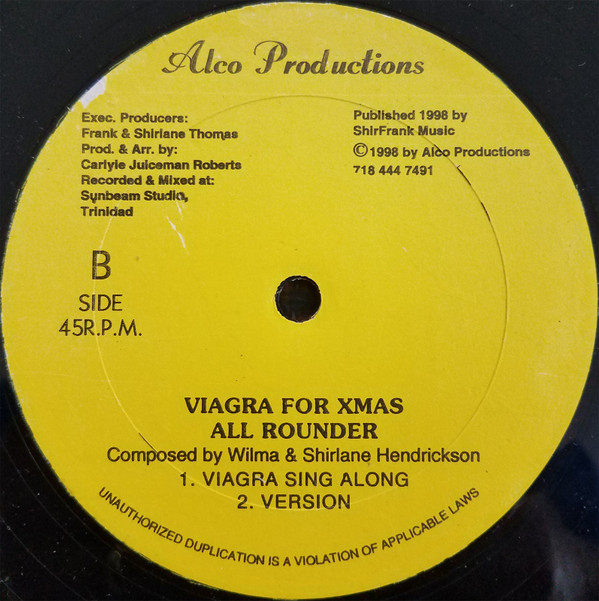 Alco Productions
Exec. Producers:
Frank & Shirlane Thomas
Prod. & Arr. by:
Carlyle Juiceman Roberts
Recorded & Mixed at:
Sunbeam Studio,
Trinidad
Published 1998 by
ShirFrank Music
©1998 by Alco Productions
718 444 7491
B
SIDE
45R.P.M.
VIAGRA FOR XMAS
ALL ROUNDER
Composed by Wilma & Shirlane Hendrickson
1. VIAGRA SING ALONG
2. VERSION
UNAUTHORIZED DUPLICATION IS A VIOLATION OF APPLICABLE LAWS